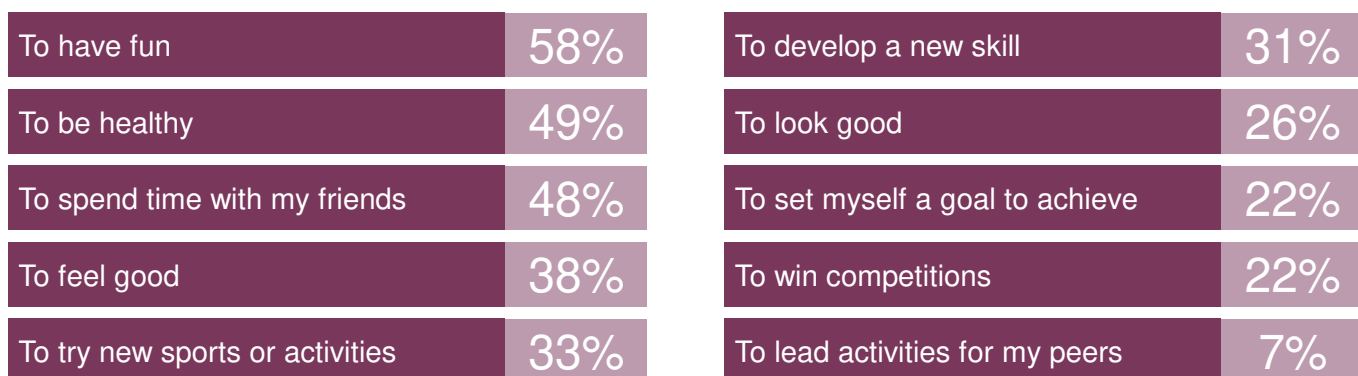 To have fun 58%
To be healthy 49%
To spend time with my friends 48%
To feel good 38%
To try new sports or activities 33%
To develop a new skill 31%
To look good 26%
To set myself a goal to achieve 22%
To win competitions 22%
To lead activities for my peers 7%